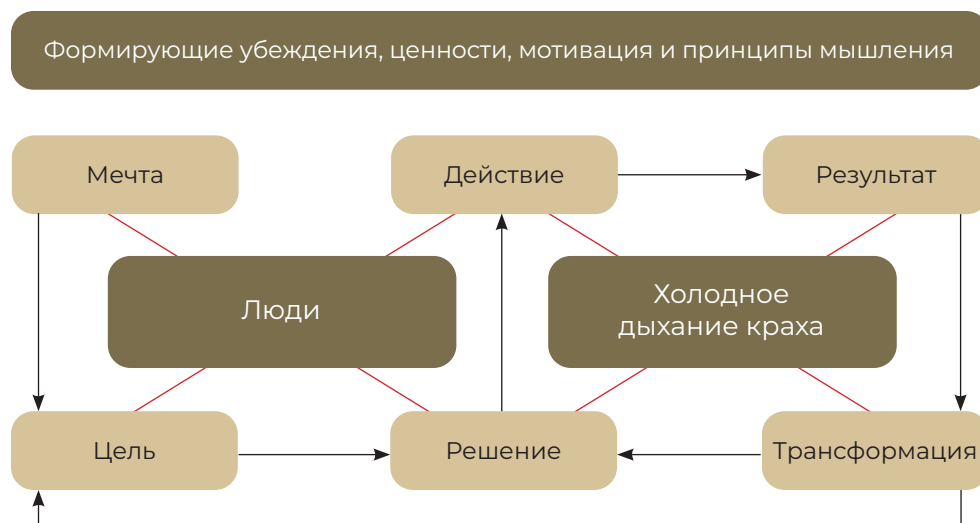 Формирующие убеждения, ценности, мотивация и принципы мышления
Мечта
Действие
Результат
Люди
Холодное
дыхание краха
Цель
Решение
Трансформация